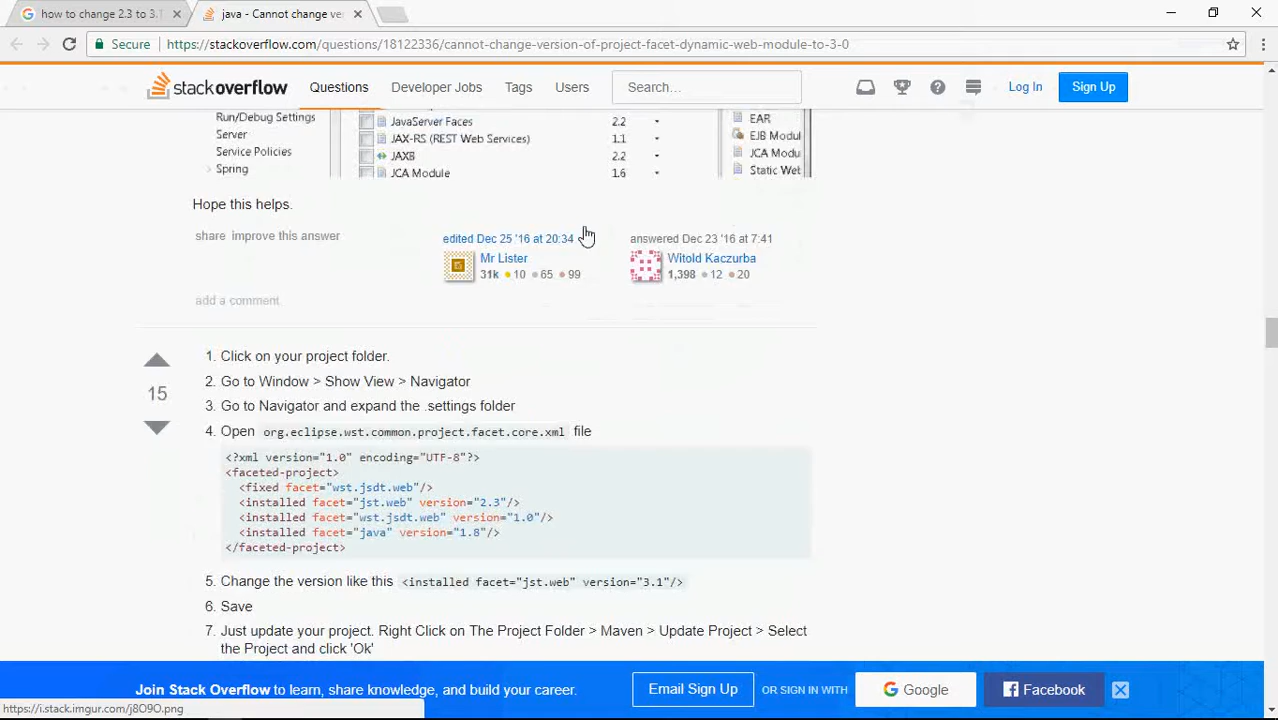 how to change 2.3 to 3.1
java - Cannot change ve
Secure
https://stackoverflow.com/questions/18122336/cannot-change-version-of-project-facet-dynamic-web-module-to-3-0
stackoverflow
Questions
Developer Jobs
Tags
Users
Search...
Log In
Sign Up
Run/Debug Settings
Server
Service Policies
Spring
JavaServer Faces 2.2
JAX-RS (REST Web Services) 1.1
JAXB 2.2
JCA Module 1.6
EAR
EJB Modul
JCA Modu
Static Web
Hope this helps.
share improve this answer
edited Dec 25 '16 at 20:34
Mr Lister
31k 10 65 99
answered Dec 23 '16 at 7:41
Witold Kaczurba
1,398 12 20
add a comment
15
1. Click on your project folder.
2. Go to Window > Show View > Navigator
3. Go to Navigator and expand the .settings folder
4. Open org.eclipse.wst.common.project.facet.core.xml file
<?xml version="1.0" encoding="UTF-8"?>
<faceted-project>
<fixed facet="wst.jsdt.web"/>
<installed facet="jst.web" version="2.3"/>
<installed facet="wst.jsdt.web" version="1.0"/>
<installed facet="java" version="1.8"/>
</faceted-project>
5. Change the version like this <installed facet="jst.web" version="3.1"/>
6. Save
7. Just update your project. Right Click on The Project Folder > Maven > Update Project > Select
the Project and click 'Ok'
Join Stack Overflow to learn, share knowledge, and build your career.
Email Sign Up
OR SIGN IN WITH
Google
Facebook
https://i.stack.imgur.com/j8O9O.png